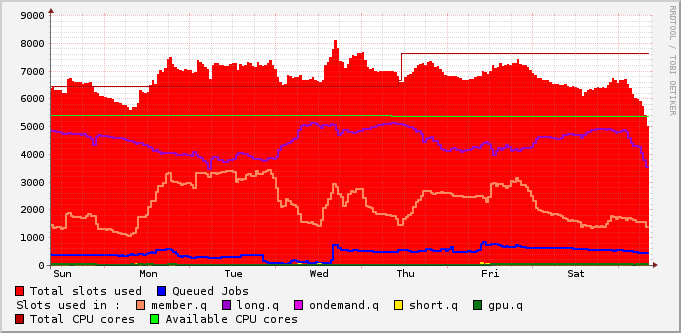 9000
8000
7000
6000
5000
4000
3000
2000
1000
0
Sun Mon Tue Wed Thu Fri Sat
RRDTOOL / TOBI OETIKER
Total slots used Queued Jobs
Slots used in : member.q long.q ondemand.q short.q gpu.q
Total CPU cores Available CPU cores